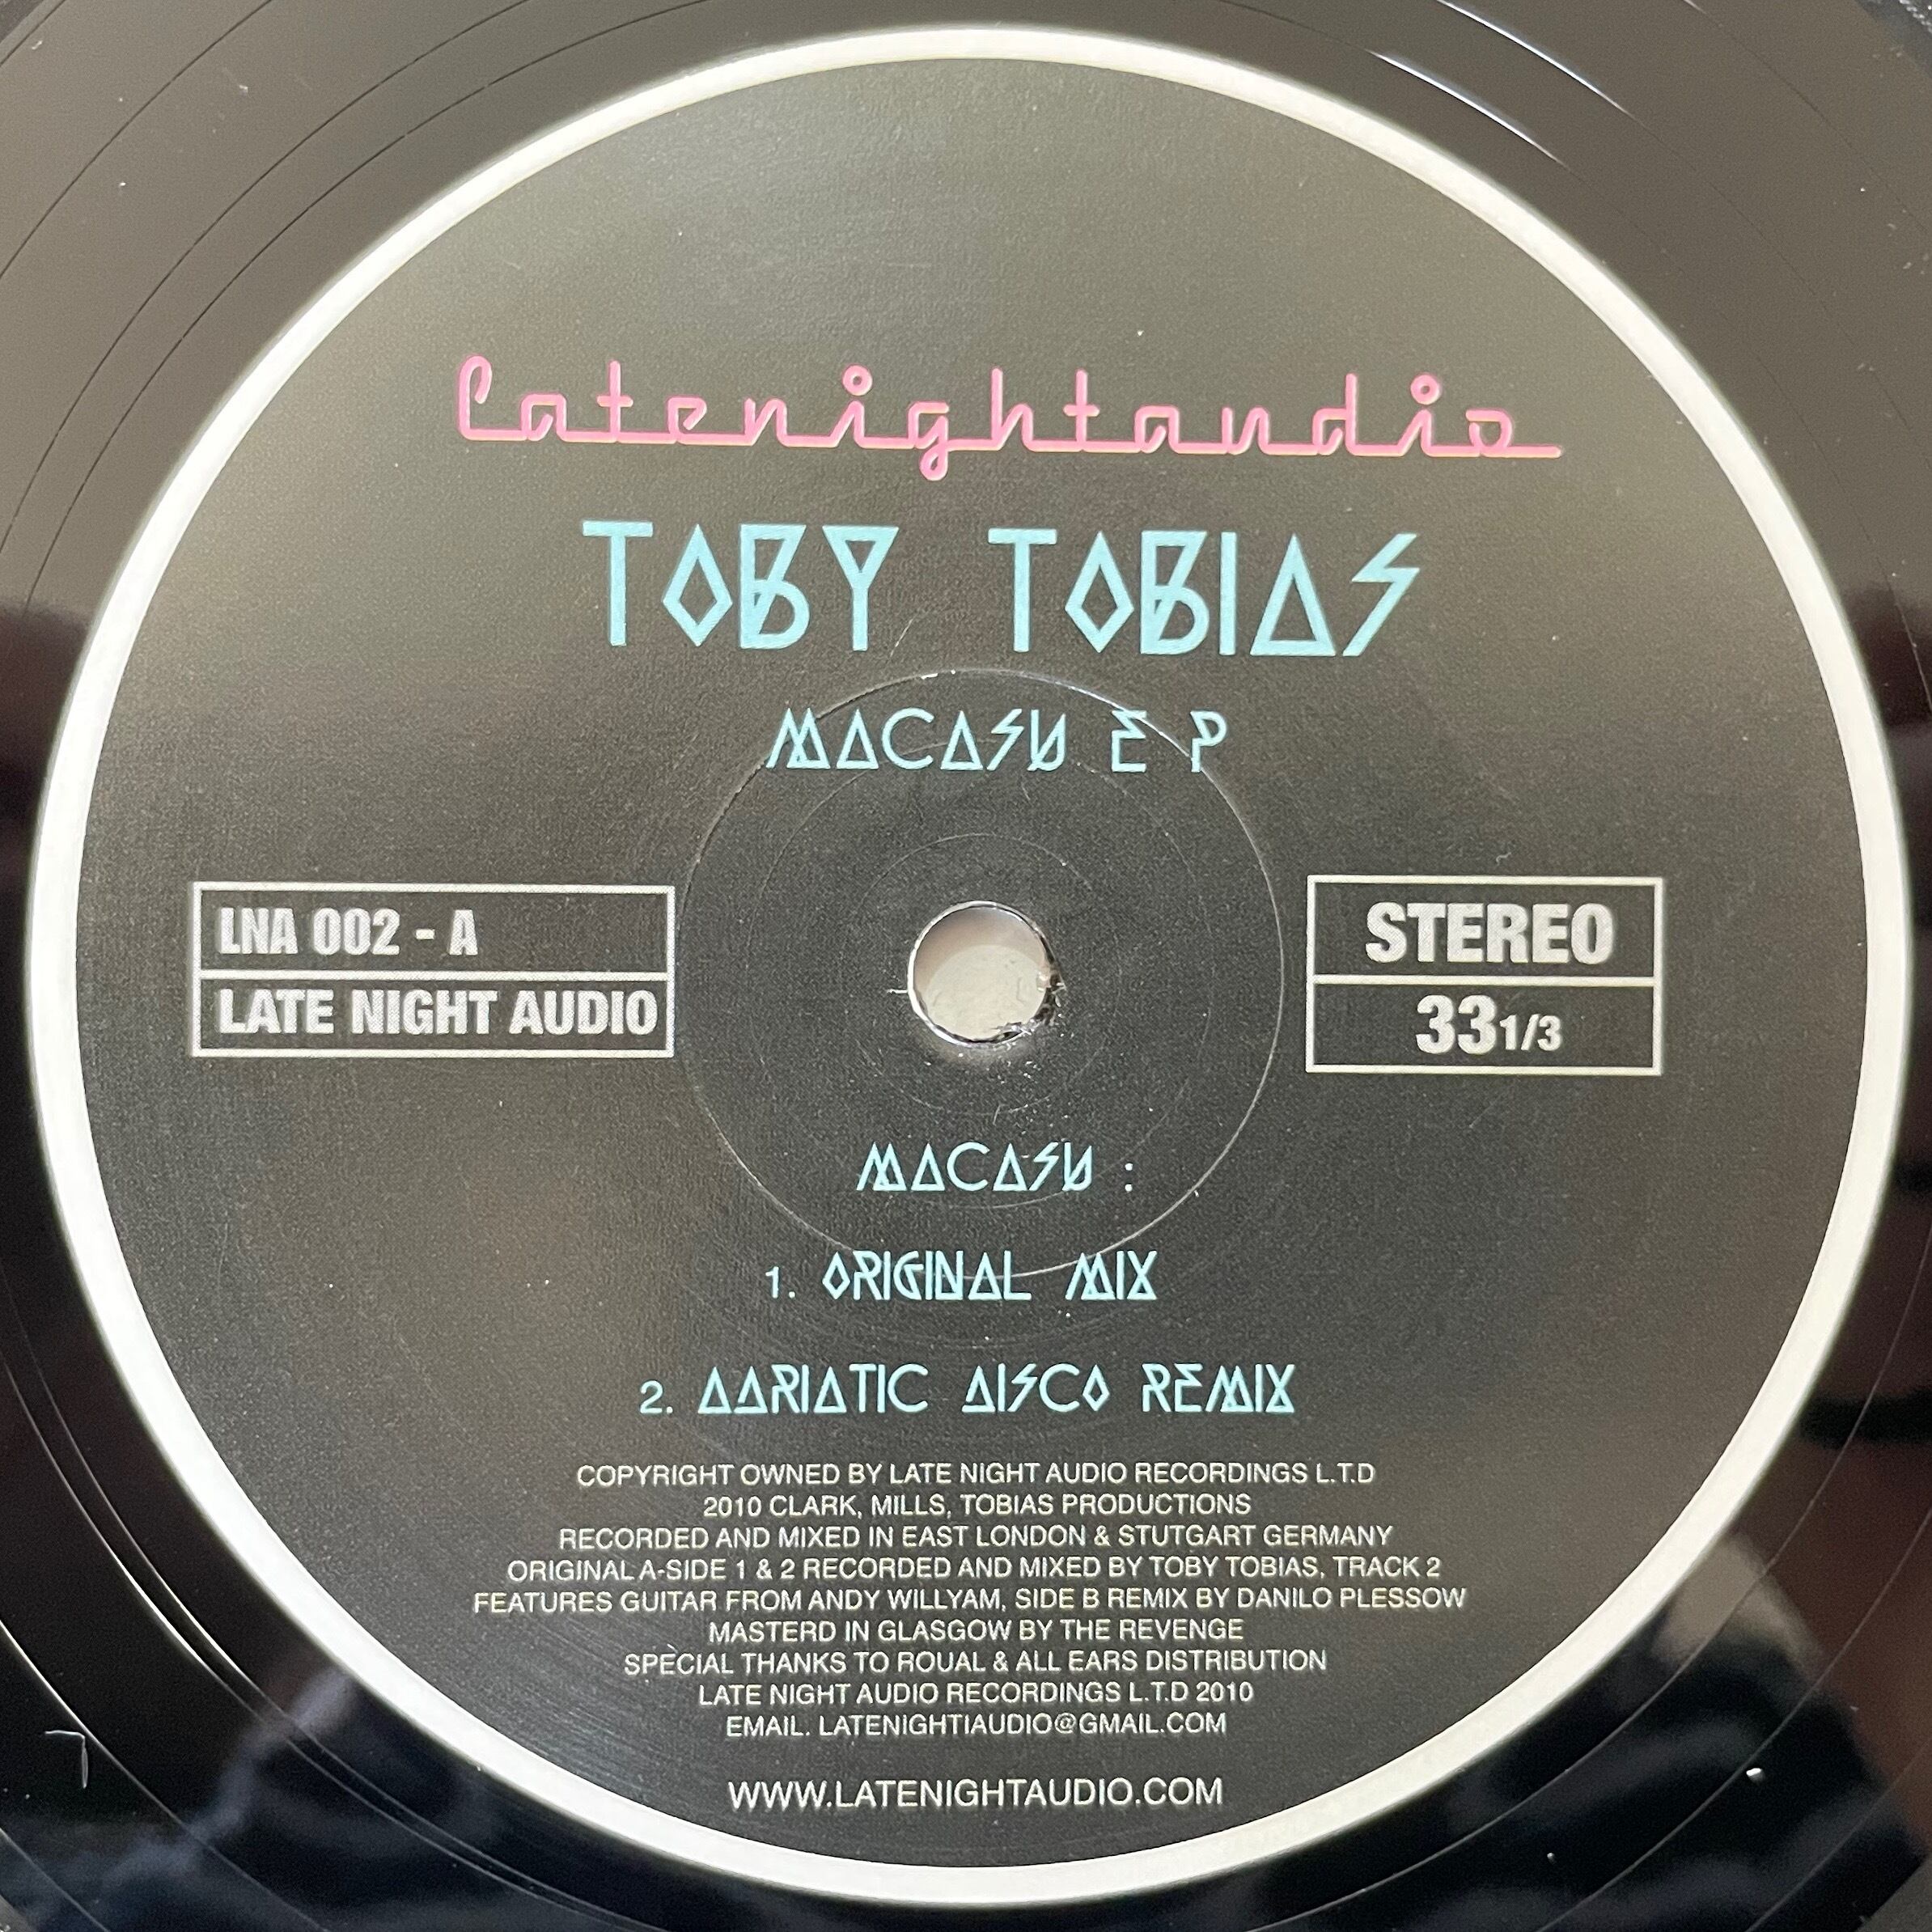 Latenightaudio
TOBY TOBIAS
MACASU E P
LNA 002 - A
LATE NIGHT AUDIO
STEREO
33 1/3
MACASU :
1. ORIGINAL MIX
2. ADRIATIC DISCO REMIX
COPYRIGHT OWNED BY LATE NIGHT AUDIO RECORDINGS L.T.D
2010 CLARK, MILLS, TOBIAS PRODUCTIONS
RECORDED AND MIXED IN EAST LONDON & STUTGART GERMANY
ORIGINAL A-SIDE 1 & 2 RECORDED AND MIXED BY TOBY TOBIAS, TRACK 2
FEATURES GUITAR FROM ANDY WILLYAM, SIDE B REMIX BY DANILO PLESSOW
MASTERD IN GLASGOW BY THE REVENGE
SPECIAL THANKS TO ROUAL & ALL EARS DISTRIBUTION
LATE NIGHT AUDIO RECORDINGS L.T.D 2010
EMAIL. LATENIGHTIAUDIO@GMAIL.COM
WWW.LATENIGHTAUDIO.COM